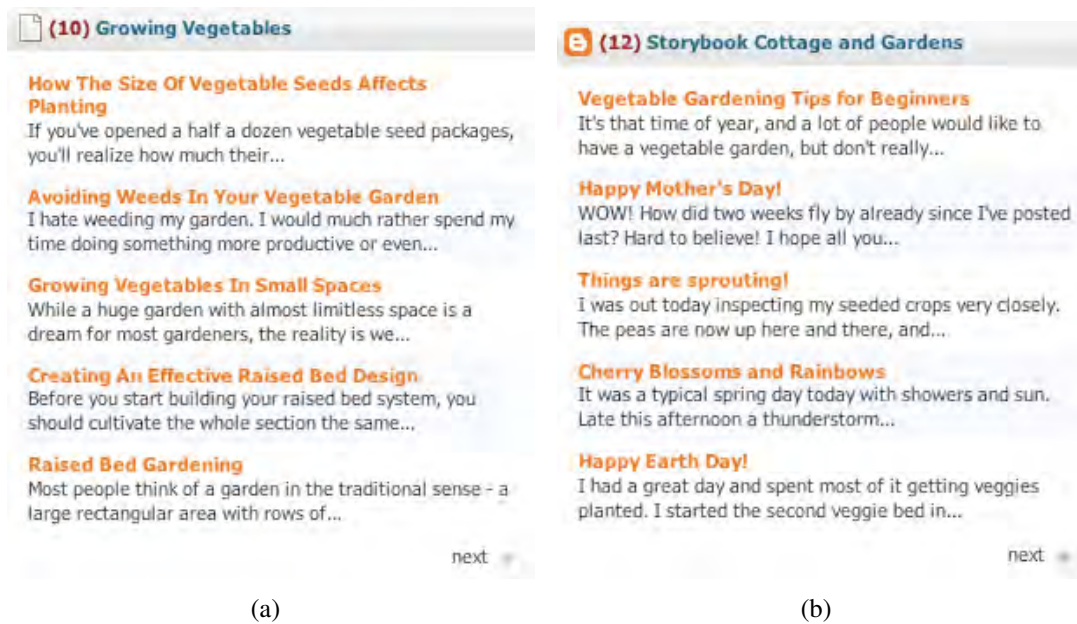 (10) Growing Vegetables
How The Size Of Vegetable Seeds Affects
Planting
If you've opened a half a dozen vegetable seed packages,
you'll realize how much their...
Avoiding Weeds In Your Vegetable Garden
I hate weeding my garden. I would much rather spend my
time doing something more productive or even...
Growing Vegetables In Small Spaces
While a huge garden with almost limitless space is a
dream for most gardeners, the reality is we...
Creating An Effective Raised Bed Design
Before you start building your raised bed system, you
should cultivate the whole section the same...
Raised Bed Gardening
Most people think of a garden in the traditional sense - a
large rectangular area with rows of...
next
(a)
(12) Storybook Cottage and Gardens
Vegetable Gardening Tips for Beginners
It's that time of year, and a lot of people would like to
have a vegetable garden, but don't really...
Happy Mother's Day!
WOW! How did two weeks fly by already since I've posted
last? Hard to believe! I hope all you...
Things are sprouting!
I was out today inspecting my seeded crops very closely.
The peas are now up here and there, and...
Cherry Blossoms and Rainbows
It was a typical spring day today with showers and sun.
Late this afternoon a thunderstorm...
Happy Earth Day!
I had a great day and spent most of it getting veggies
planted. I started the second veggie bed in...
next
(b)